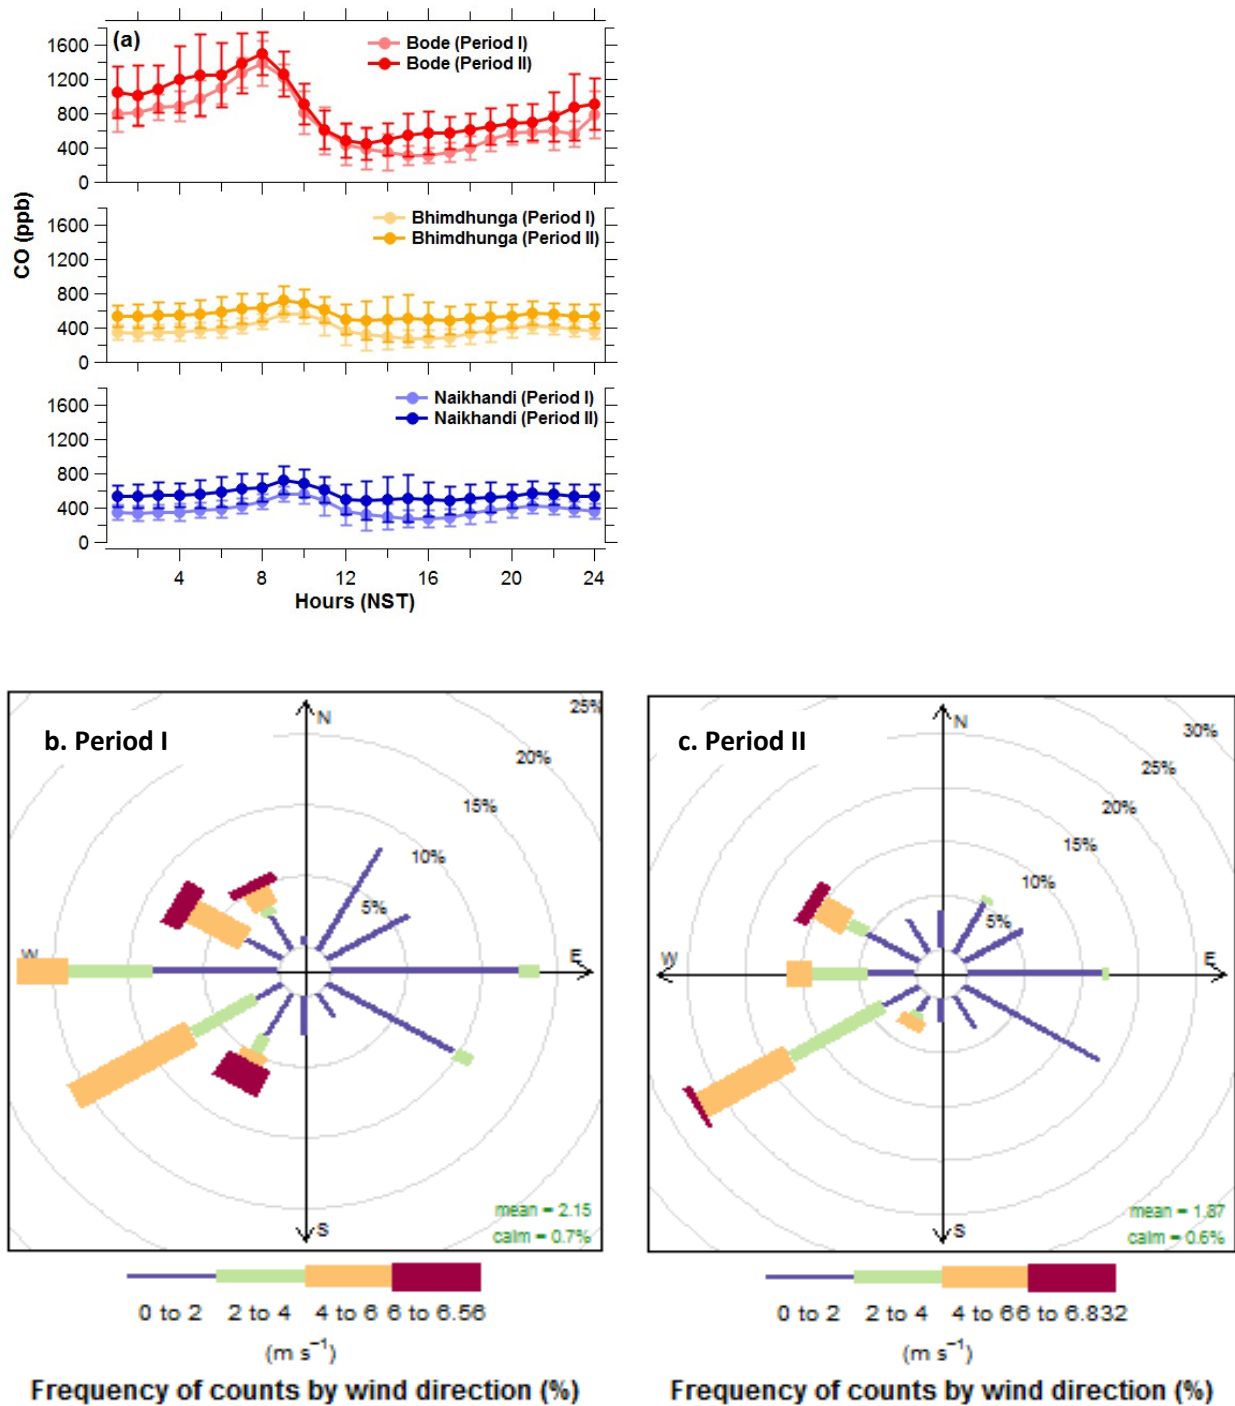 (a)
Bode (Period I)
Bode (Period II)
1600
1200
800
400
0
Bhimdhunga (Period I)
Bhimdhunga (Period II)
1600
1200
800
400
0
CO (ppb)
Naikhandi (Period I)
Naikhandi (Period II)
1600
1200
800
400
0
4 8 12 16 20 24
Hours (NST)
b. Period I
N
25%
20%
15%
10%
5%
W
E
S
mean = 2.15
calm = 0.7%
0 to 2 2 to 4 4 to 6 6 to 6.56
(m s⁻¹)
Frequency of counts by wind direction (%)
c. Period II
N
30%
25%
20%
15%
10%
5%
W
E
S
mean = 1.87
calm = 0.6%
0 to 2 2 to 4 4 to 66 to 6.832
(m s⁻¹)
Frequency of counts by wind direction (%)